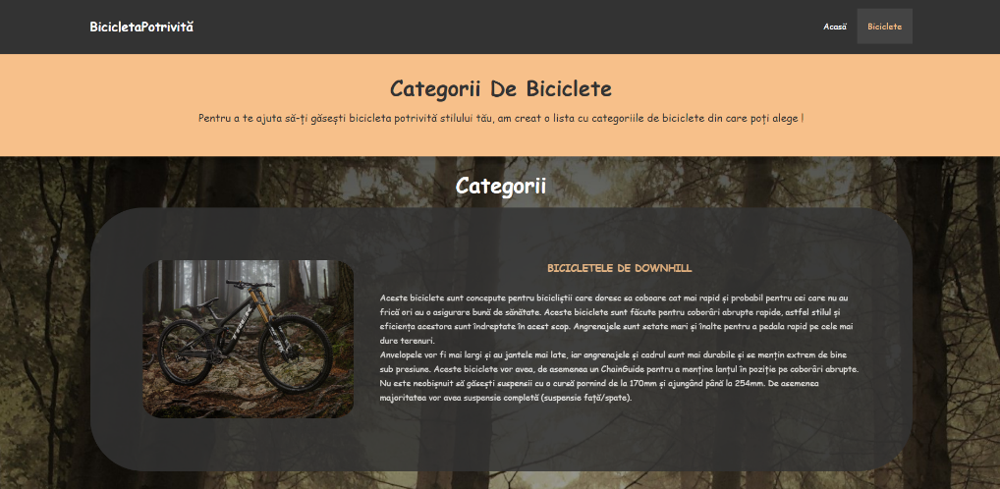 BicicletaPotrivită
Acasă
Biciclete
Categorii De Biciclete
Pentru a te ajuta să-ți găsești bicicleta potrivită stilului tău, am creat o lista cu categoriile de biciclete din care poți alege !
Categorii
BICICLETELE DE DOWNHILL
Aceste biciclete sunt concepute pentru bicicliștii care doresc sa coboare cat mai rapid și probabil pentru cei care nu au
frică ori au o asigurare bună de sănătate. Aceste biciclete sunt făcute pentru coborâri abrupte rapide, astfel stilul și
eficiența acestora sunt îndreptate în acest scop. Angrenajele sunt setate mari și înalte pentru a pedala rapid pe cele mai
dure terenuri.
Anvelopele vor fi mai largi și au jantele mai late, iar angrenajele și cadrul sunt mai durabile și se mențin extrem de bine
sub presiune. Aceste biciclete vor avea, de asemenea un ChainGuide pentru a menține lanțul în poziție pe coborâri abrupte.
Nu este neobișnuit să găsești suspensii cu o cursă pornind de la 170mm și ajungând până la 254mm. De asemenea
majoritatea vor avea suspensie completă (suspensie față/spate).
TREK